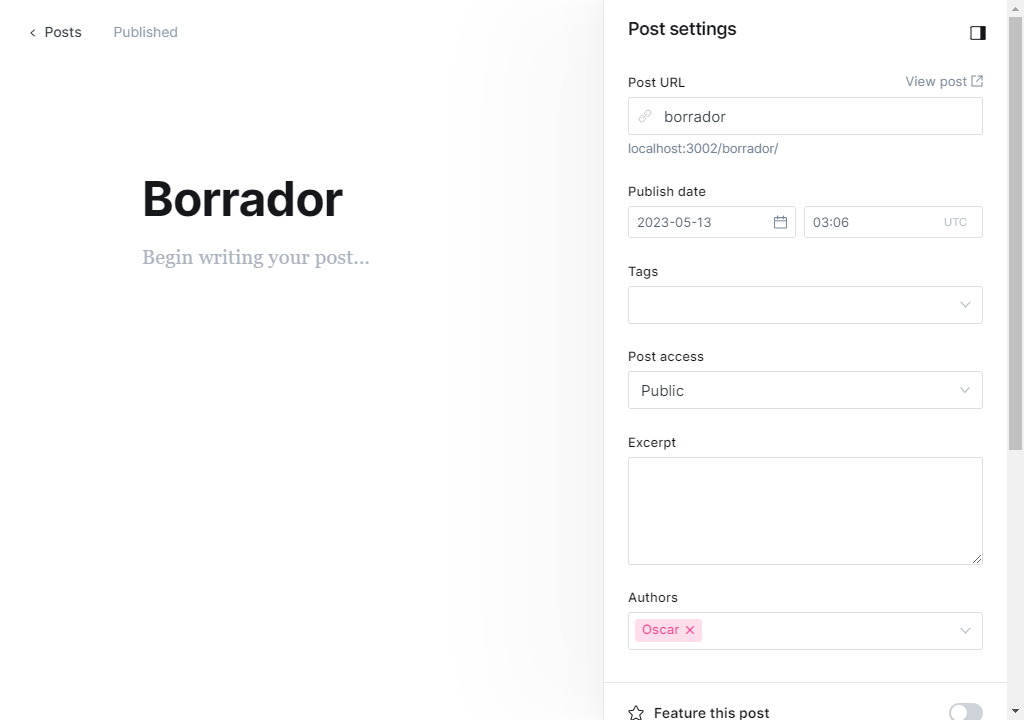 Posts
Published
Borrador
Begin writing your post...
Post settings
Post URL
View post
borrador
localhost:3002/borrador/
Publish date
2023-05-13
03:06
UTC
Tags
Post access
Public
Excerpt
Authors
Oscar
Feature this post